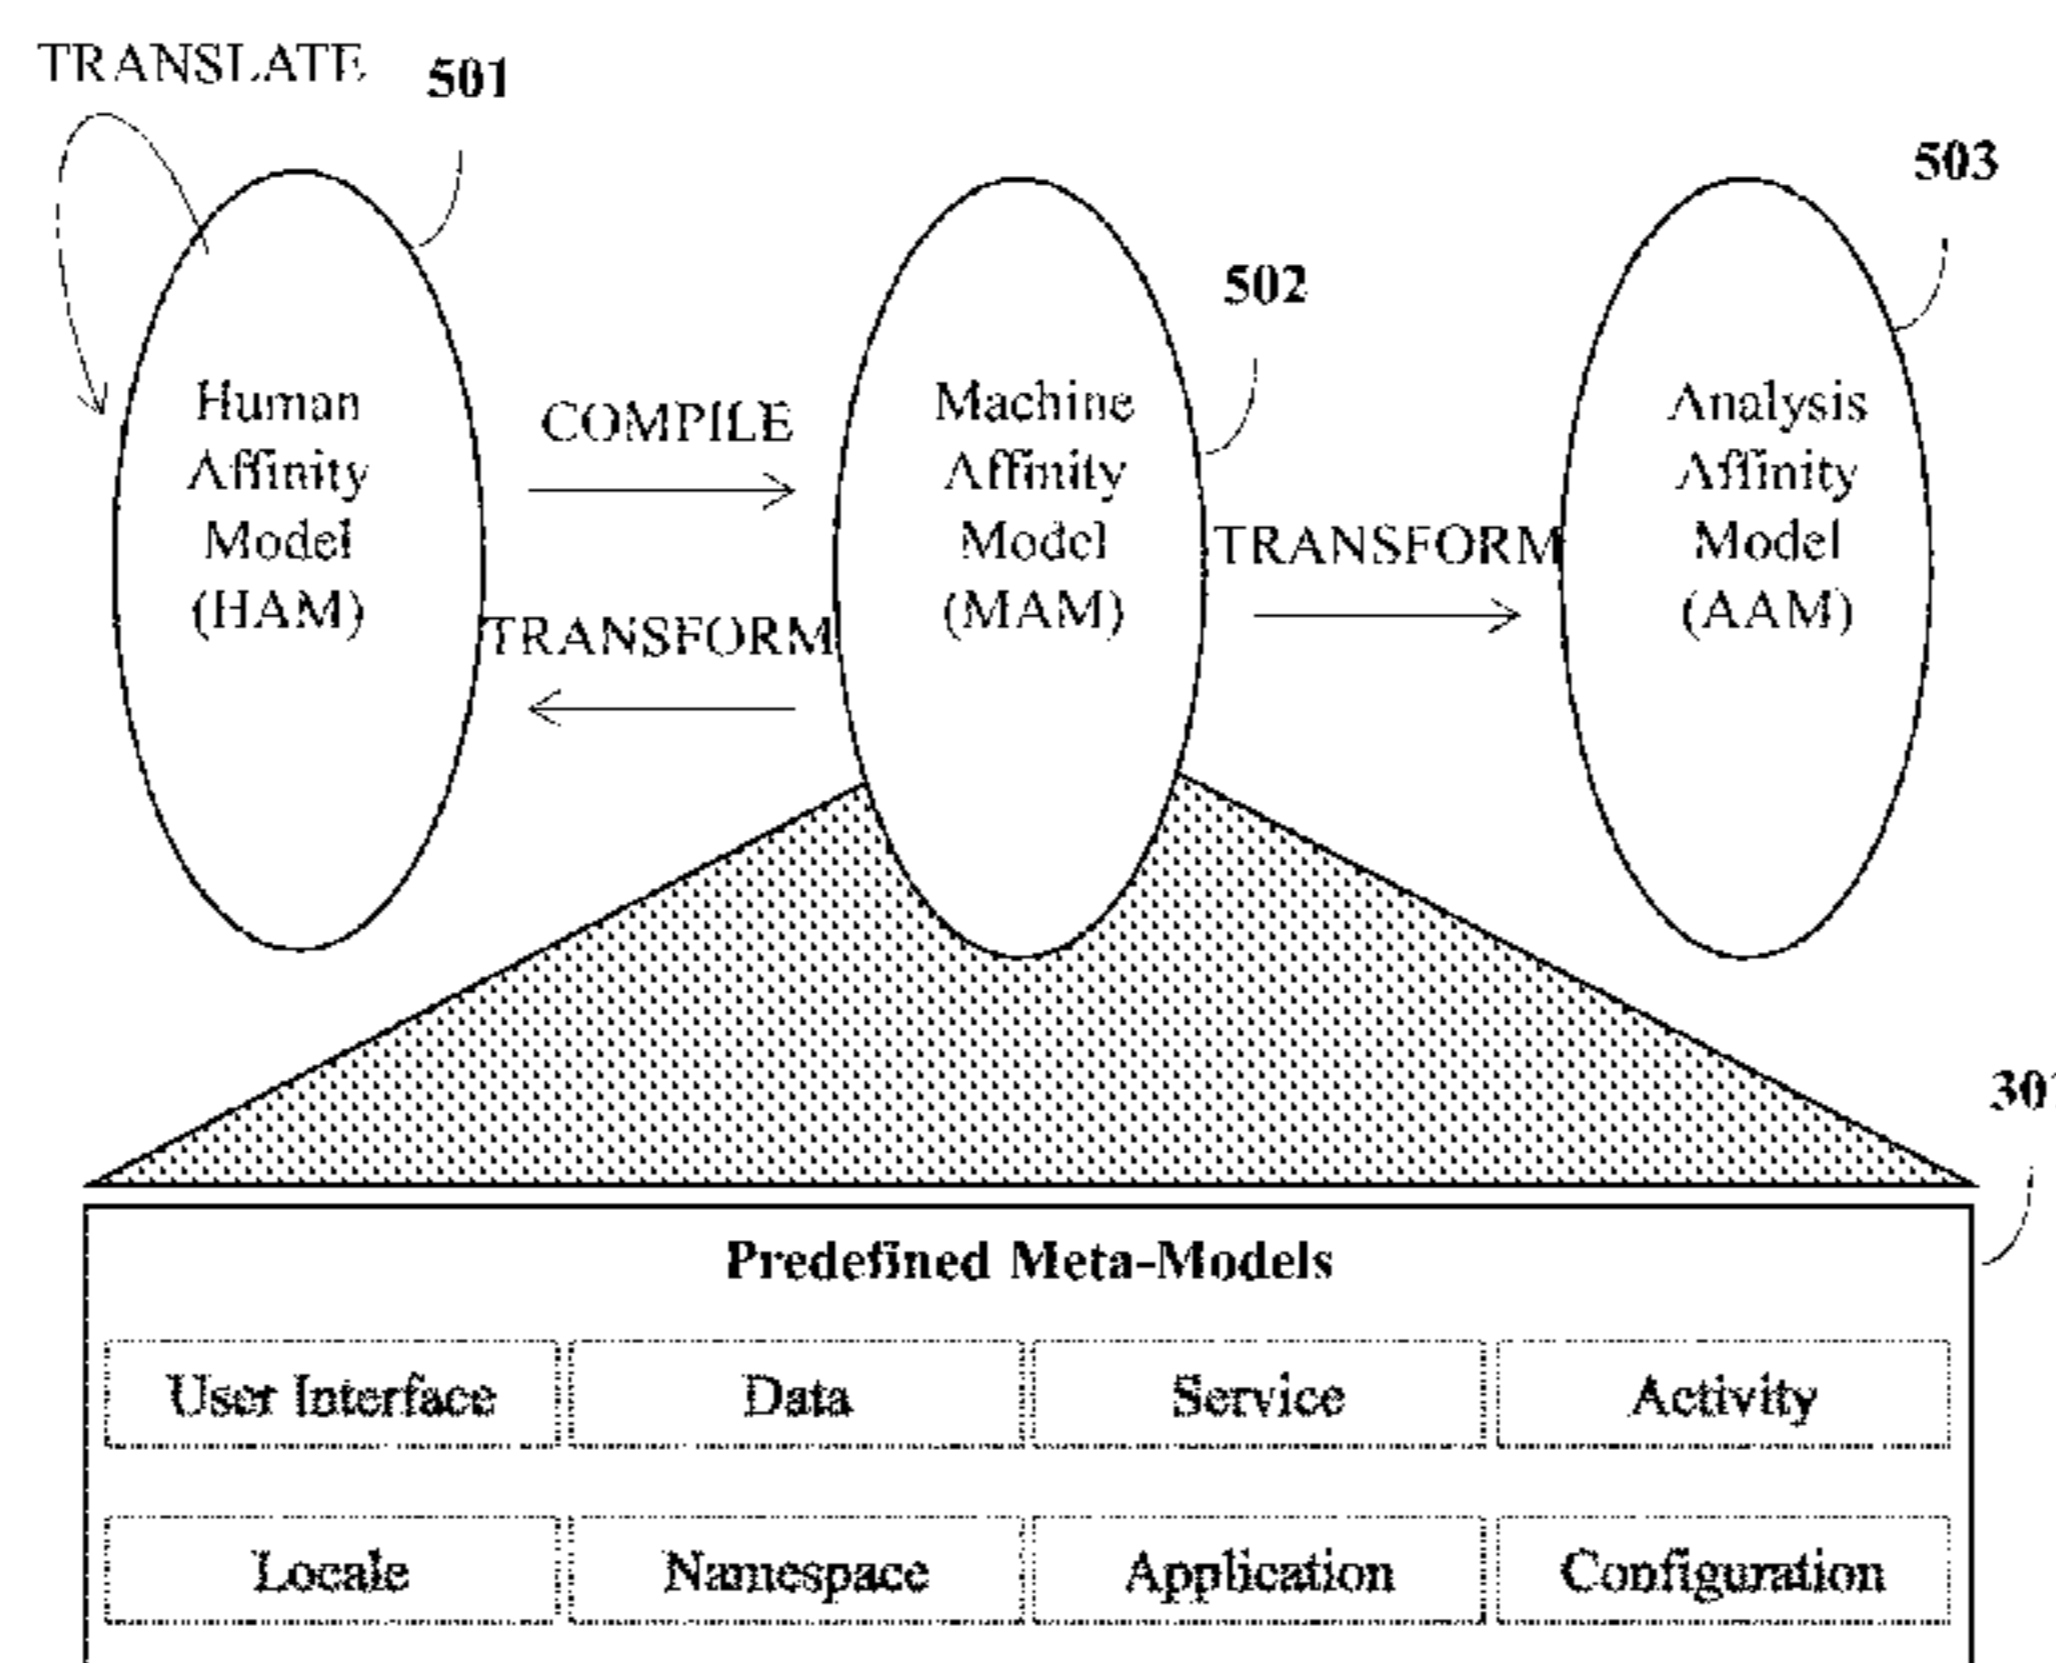 TRANSLATE
501
503
502
Human
Affinity
Model
(HAM)
COMPILE
TRANSFORM
Machine
Affinity
Model
(MAM)
TRANSFORM
Analysis
Affinity
Model
(AAM)
301
Predefined Meta-Models
User Interface
Data
Service
Activity
Locale
Namespace
Application
Configuration